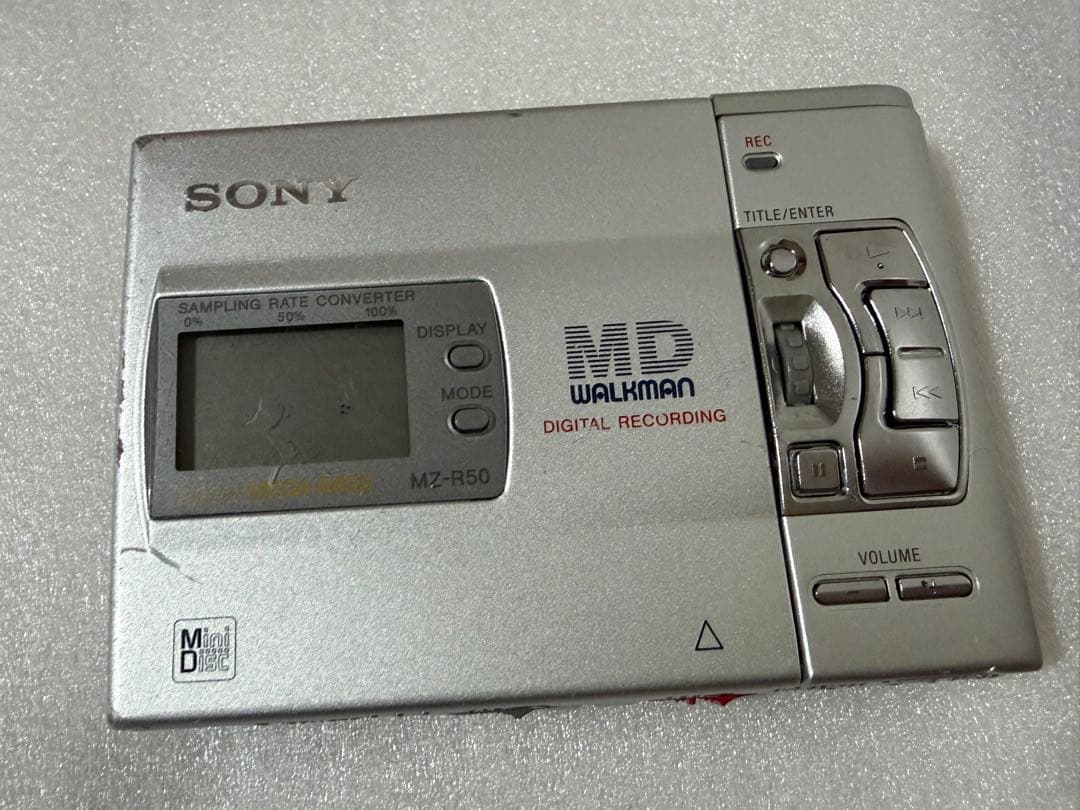 SONY
REC
TITLE/ENTER
SAMPLING RATE CONVERTER
0% 50% 100%
DISPLAY
MODE
MEGA BASS
MZ-R50
MD
WALKMAN
DIGITAL RECORDING
VOLUME
- +
Mini
Disc